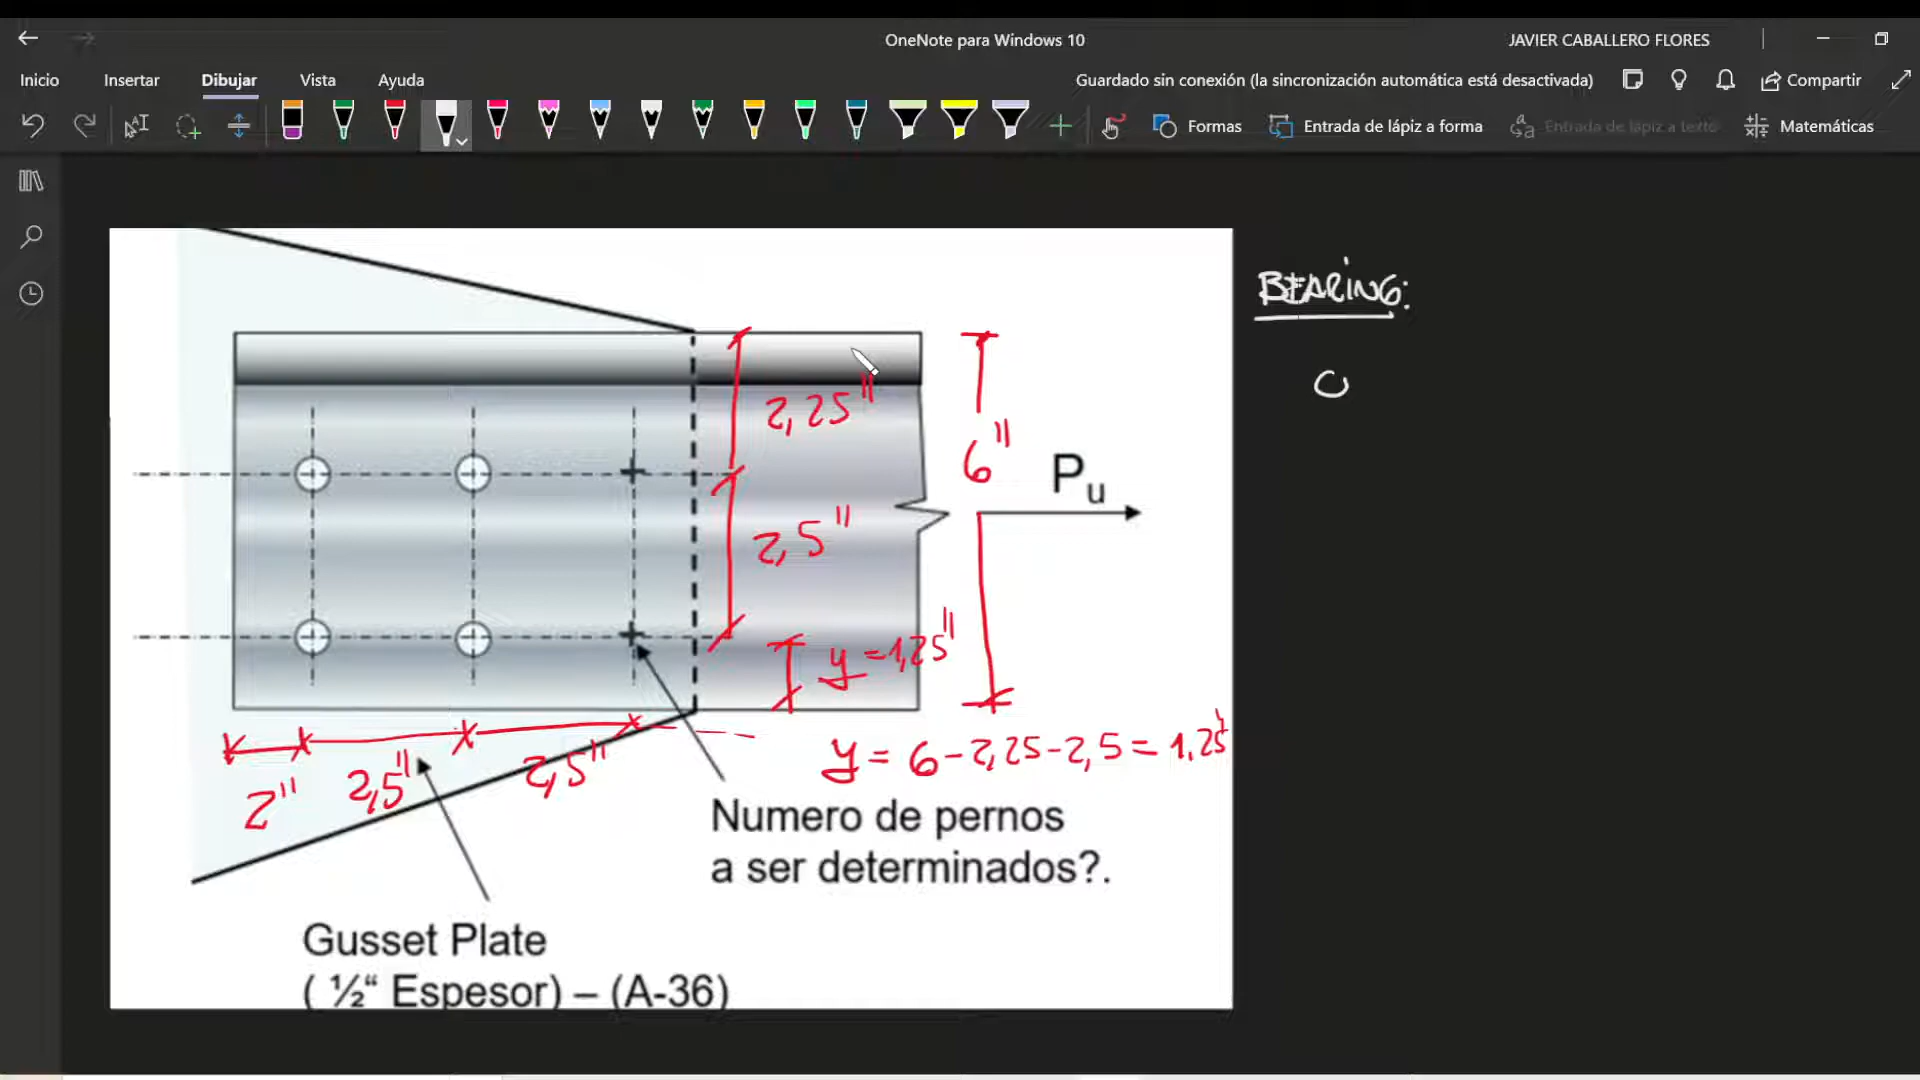 OneNote para Windows 10
JAVIER CABALLERO FLORES
Inicio
Insertar
Dibujar
Vista
Ayuda
Guardado sin conexión (la sincronización automática está desactivada)
Compartir
Formas
Entrada de lápiz a forma
Entrada de lápiz a texto
Matemáticas
BEARING:
2,25"
6"
Pu
2,5"
y = 1,25"
y = 6 - 2,25 - 2,5 = 1,25"
2"
2,5"
2,5"
Numero de pernos
a ser determinados?.
Gusset Plate
( ½“ Espesor) – (A-36)